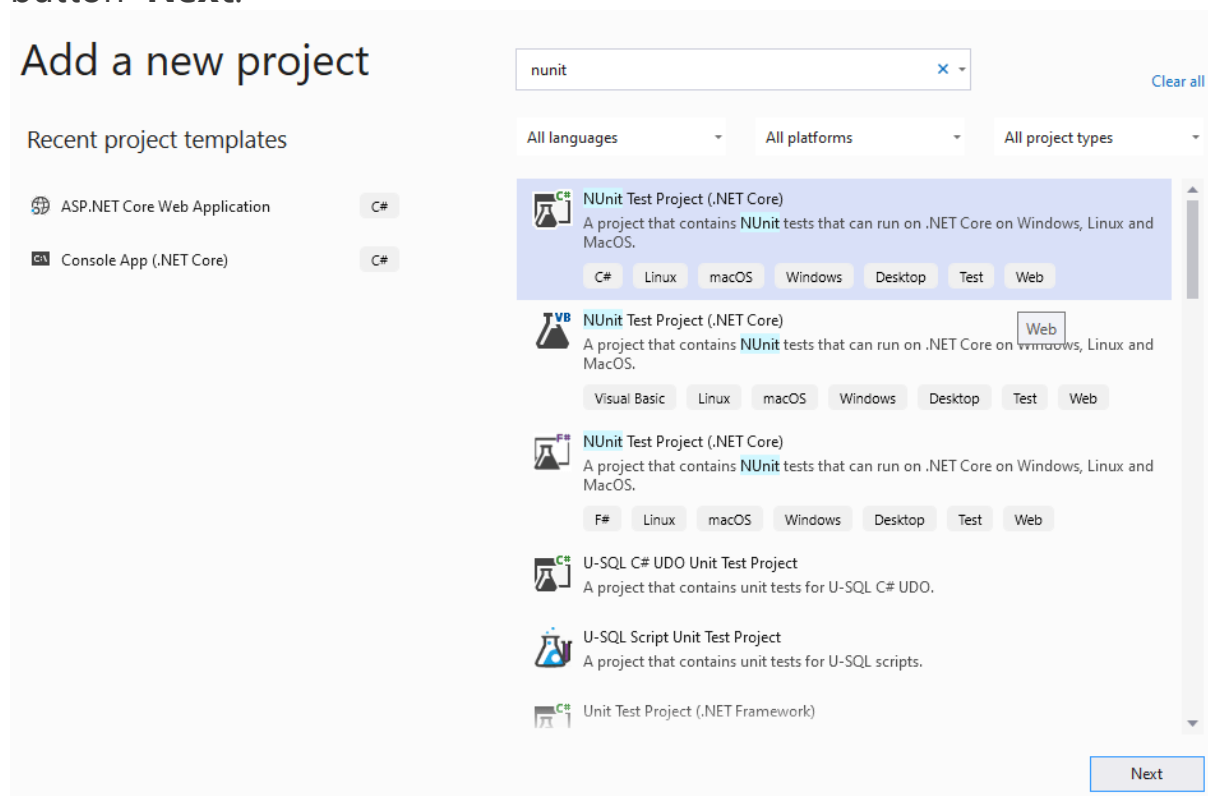 button "Next."
Add a new project
nunit
Clear all
Recent project templates
All languages
All platforms
All project types
ASP.NET Core Web Application
C#
Console App (.NET Core)
C#
C#
NUnit Test Project (.NET Core)
A project that contains NUnit tests that can run on .NET Core on Windows, Linux and
MacOS.
C# Linux macOS Windows Desktop Test Web
VB
NUnit Test Project (.NET Core)
Web
A project that contains NUnit tests that can run on .NET Core on Windows, Linux and
MacOS.
Visual Basic Linux macOS Windows Desktop Test Web
F#
NUnit Test Project (.NET Core)
A project that contains NUnit tests that can run on .NET Core on Windows, Linux and
MacOS.
F# Linux macOS Windows Desktop Test Web
C#
U-SQL C# UDO Unit Test Project
A project that contains unit tests for U-SQL C# UDO.
U-SQL Script Unit Test Project
A project that contains unit tests for U-SQL scripts.
C#
Unit Test Project (.NET Framework)
Next